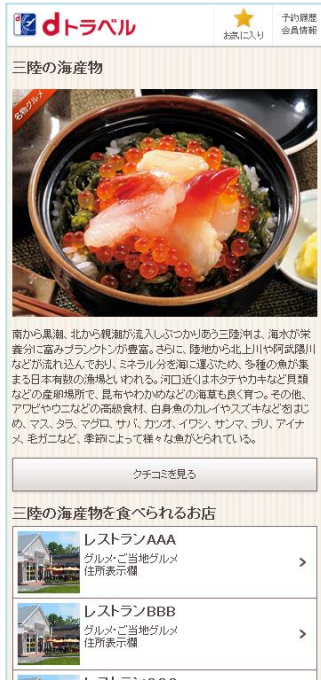 dトラベル
お気に入り
予約履歴
会員情報
三陸の海産物
名物グルメ
南から黒潮、北から親潮が流入しぶつかりあう三陸沖は、海水が栄
養分に富みプランクトンが豊富。さらに、陸地から北上川や阿武隈川
などが流れ込んでおり、ミネラル分を海に運ぶため、多種の魚が集
まる日本有数の漁場といわれる。河口近くはホタテやカキなど貝類
などの産卵場所で、昆布やわかめなどの海草も良く育つ。その他、
アワビやウニなどの高級食材、白身魚のカレイやスズキなどをはじ
め、マス、タラ、マグロ、サバ、カツオ、イワシ、サンマ、ブリ、アイナ
メ、毛ガニなど、季節によって様々な魚がとられている。
クチコミを見る
三陸の海産物を食べられるお店
レストランAAA
グルメ・ご当地グルメ
住所表示欄
レストランBBB
グルメ・ご当地グルメ
住所表示欄